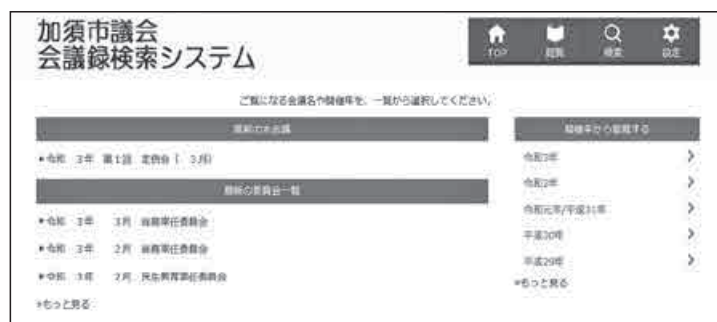 加須市議会
会議録検索システム
TOP
閲覧
検索
設定
ご覧になる会議名や開催年を、一覧から選択してください。
最新の本会議
令和 3年 第1回 定例会( 3月)
最新の委員会一覧
令和 3年 3月 総務常任委員会
令和 3年 2月 総務常任委員会
令和 3年 2月 民生教育常任委員会
»もっと見る
開催年から閲覧する
令和3年
令和2年
令和元年/平成31年
平成30年
平成29年
»もっと見る